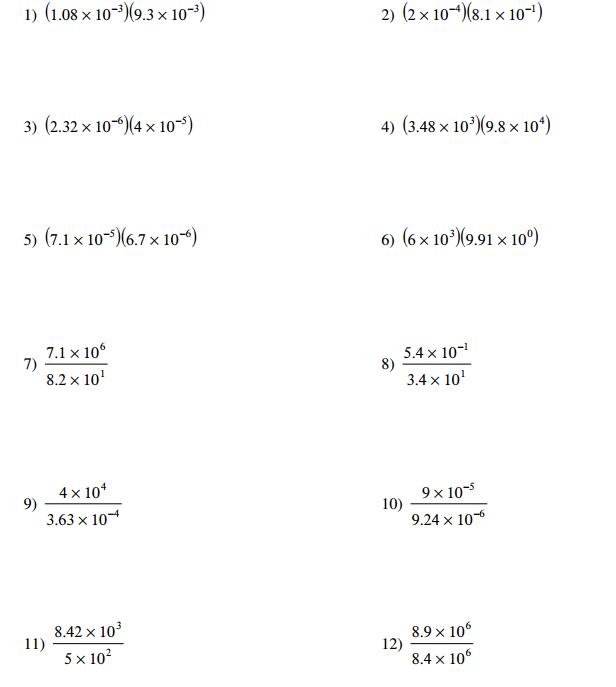 1) (1.08 × 10⁻³)(9.3 × 10⁻³)
2) (2 × 10⁻⁴)(8.1 × 10⁻¹)
3) (2.32 × 10⁻⁶)(4 × 10⁻⁵)
4) (3.48 × 10³)(9.8 × 10⁴)
5) (7.1 × 10⁻⁵)(6.7 × 10⁻⁶)
6) (6 × 10³)(9.91 × 10⁰)
7) 7.1 × 10⁶
8.2 × 10¹
8) 5.4 × 10⁻¹
3.4 × 10¹
9) 4 × 10⁴
3.63 × 10⁻⁴
10) 9 × 10⁻⁵
9.24 × 10⁻⁶
11) 8.42 × 10³
5 × 10²
12) 8.9 × 10⁶
8.4 × 10⁶